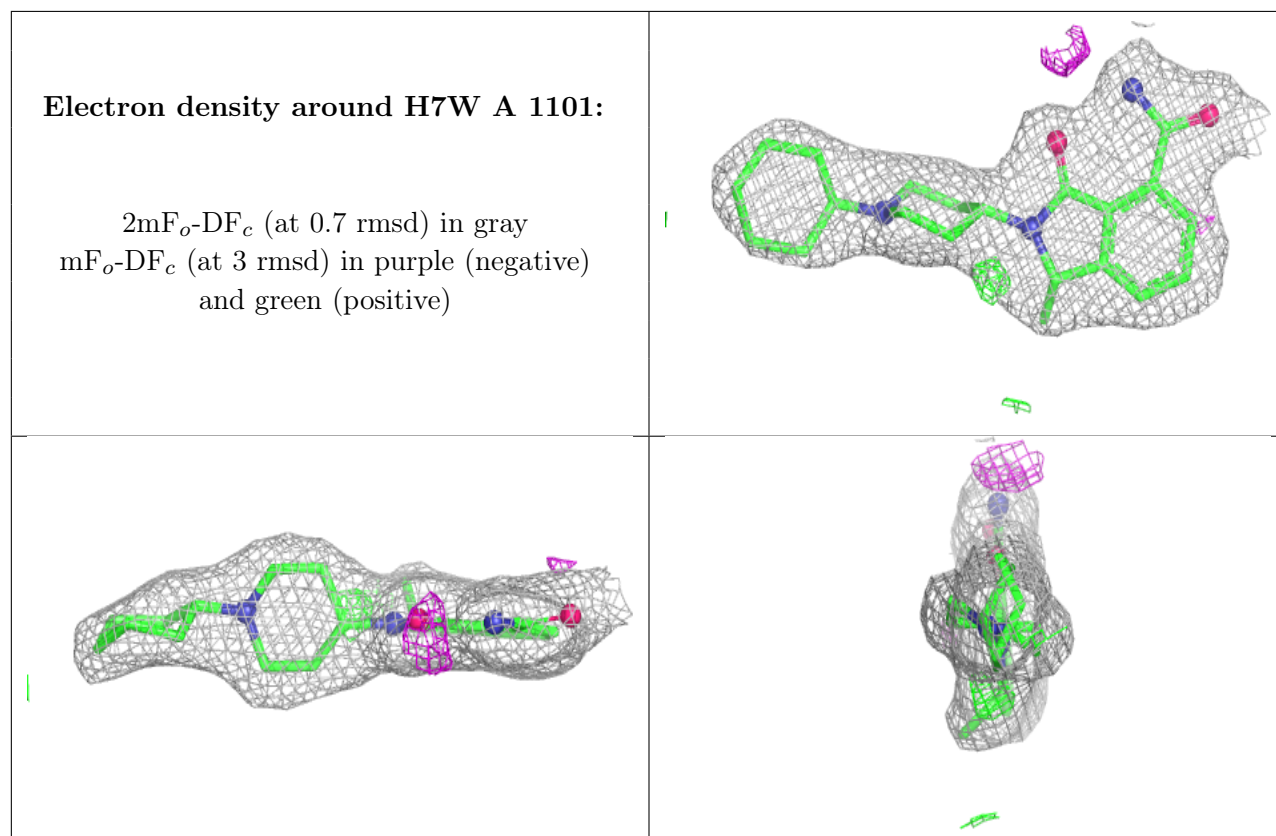 Electron density around H7W A 1101:
2mFo-DFc (at 0.7 rmsd) in gray
mFo-DFc (at 3 rmsd) in purple (negative)
and green (positive)